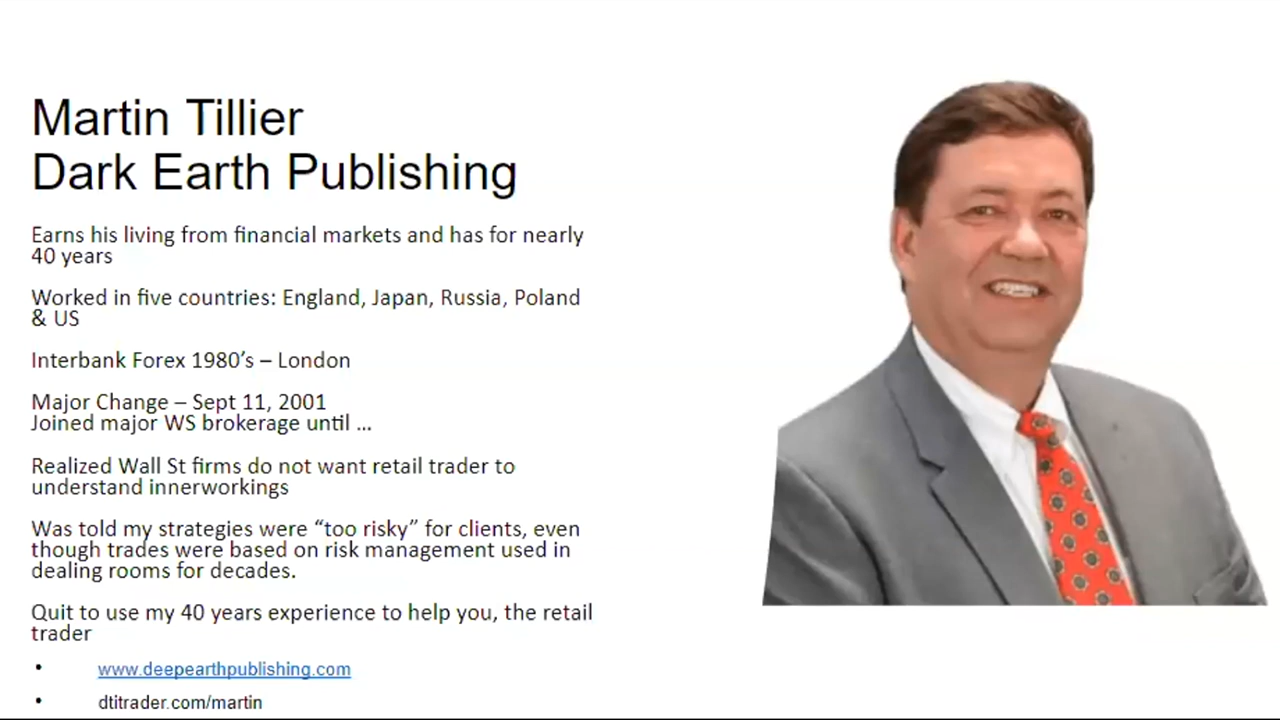 Martin Tillier
Dark Earth Publishing
Earns his living from financial markets and has for nearly
40 years
Worked in five countries: England, Japan, Russia, Poland
& US
Interbank Forex 1980’s – London
Major Change – Sept 11, 2001
Joined major WS brokerage until ...
Realized Wall St firms do not want retail trader to
understand innerworkings
Was told my strategies were “too risky” for clients, even
though trades were based on risk management used in
dealing rooms for decades.
Quit to use my 40 years experience to help you, the retail
trader
• www.deepearthpublishing.com
• dtitrader.com/martin